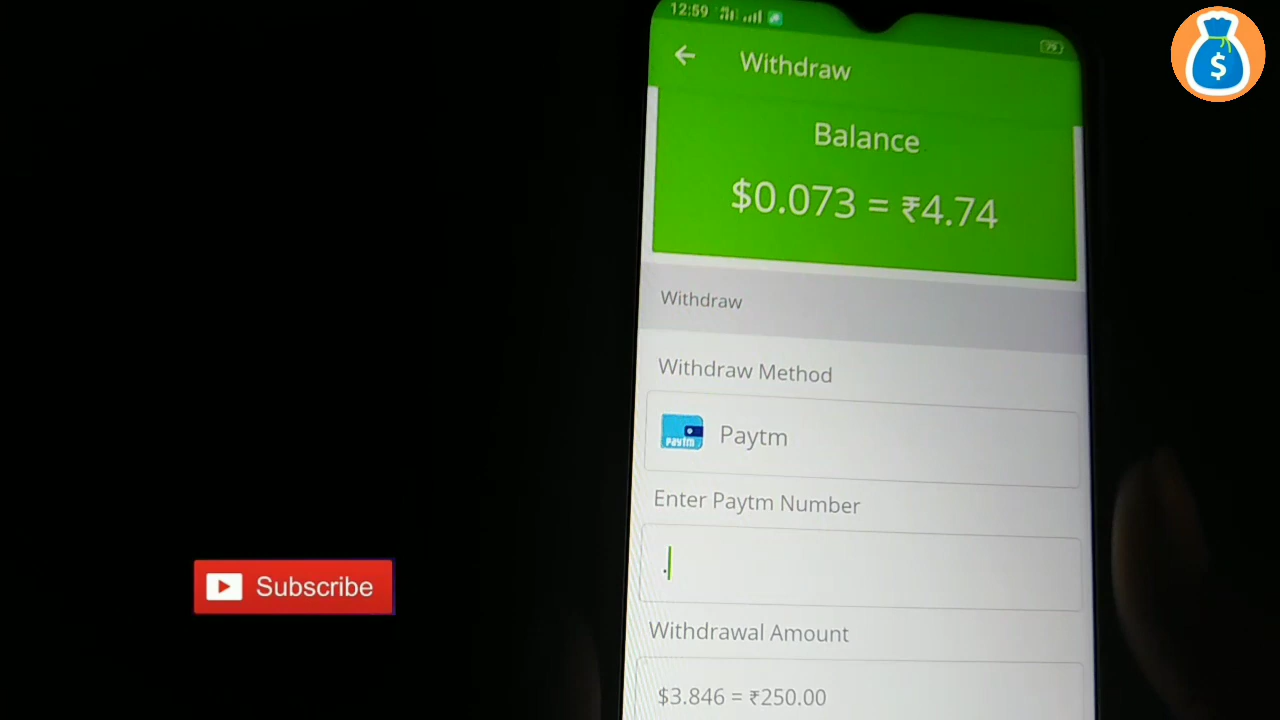 12:59
Withdraw
Balance
$0.073 = ₹4.74
Withdraw
Withdraw Method
Paytm
Paytm
Enter Paytm Number
.
Withdrawal Amount
$3.846 = ₹250.00
Subscribe
$